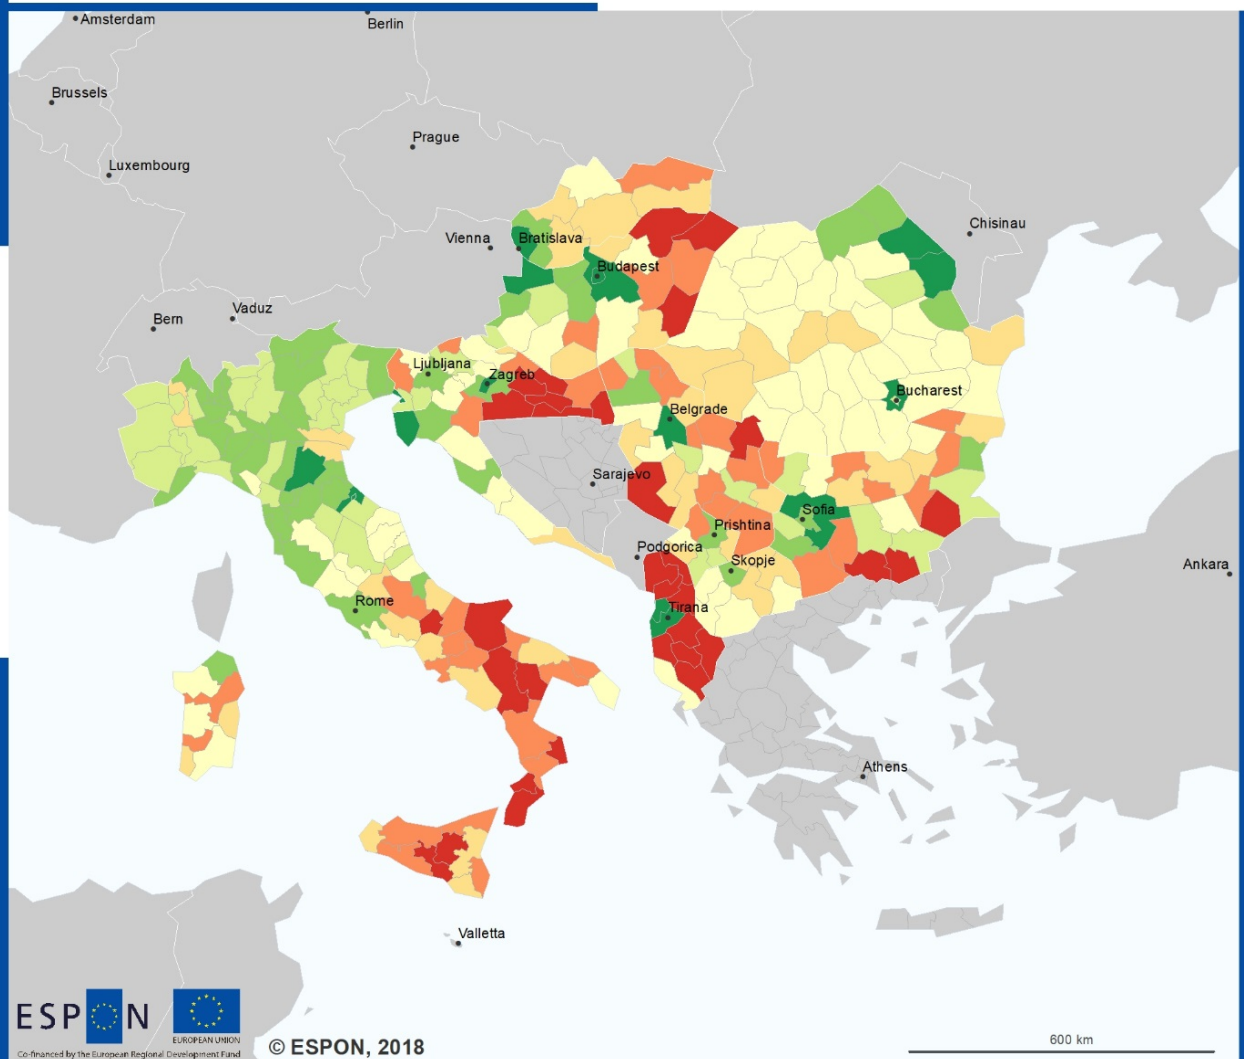 Amsterdam
Berlin
Brussels
Prague
Luxembourg
Chisinau
Vienna
Bratislava
Budapest
Vaduz
Bern
Ljubljana
Zagreb
Bucharest
Belgrade
Sarajevo
Sofia
Prishtina
Podgorica
Skopje
Ankara
Rome
Tirana
Athens
Valletta
ESPON
EUROPEAN UNION
Co-financed by the European Regional Development Fund
© ESPON, 2018
600 km